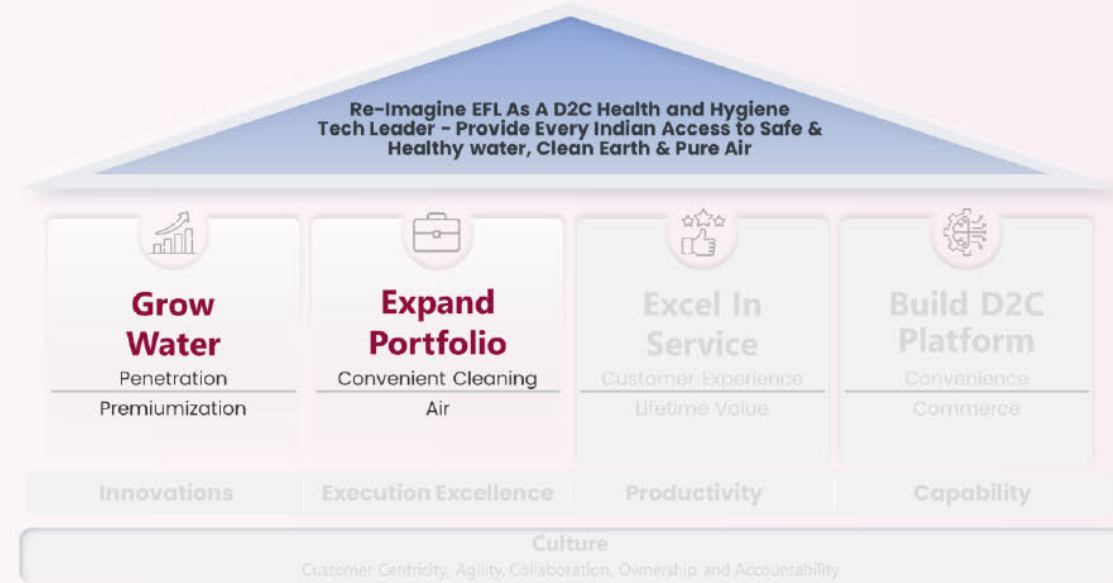 Re-Imagine EFL As A D2C Health and Hygiene
Tech Leader - Provide Every Indian Access to Safe &
Healthy water, Clean Earth & Pure Air
Grow
Water
Penetration
Premiumization
Expand
Portfolio
Convenient Cleaning
Air
Excel In
Service
Customer Experience
Lifetime Value
Build D2C
Platform
Convenience
Commerce
Innovations
Execution Excellence
Productivity
Capability
Culture
Customer Centricity, Agility, Collaboration, Ownership and Accountability